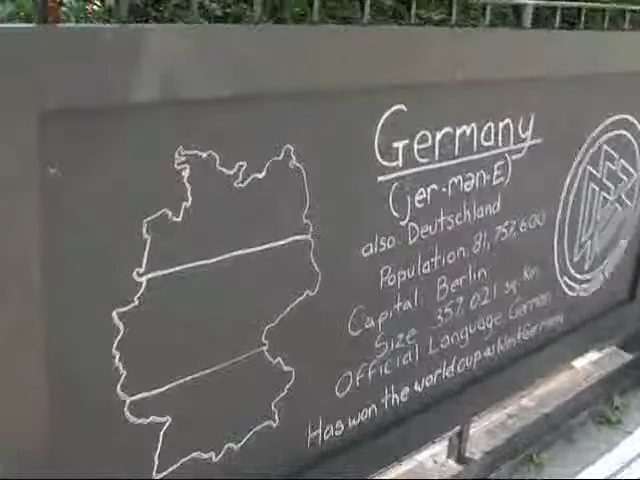 Germany
(jer-man-E)
also: Deutschland
Population: 81,757,600
Capital: Berlin
Size 357,021 sq. km
Official Language German
Has won the world cup as West Germany
DFB